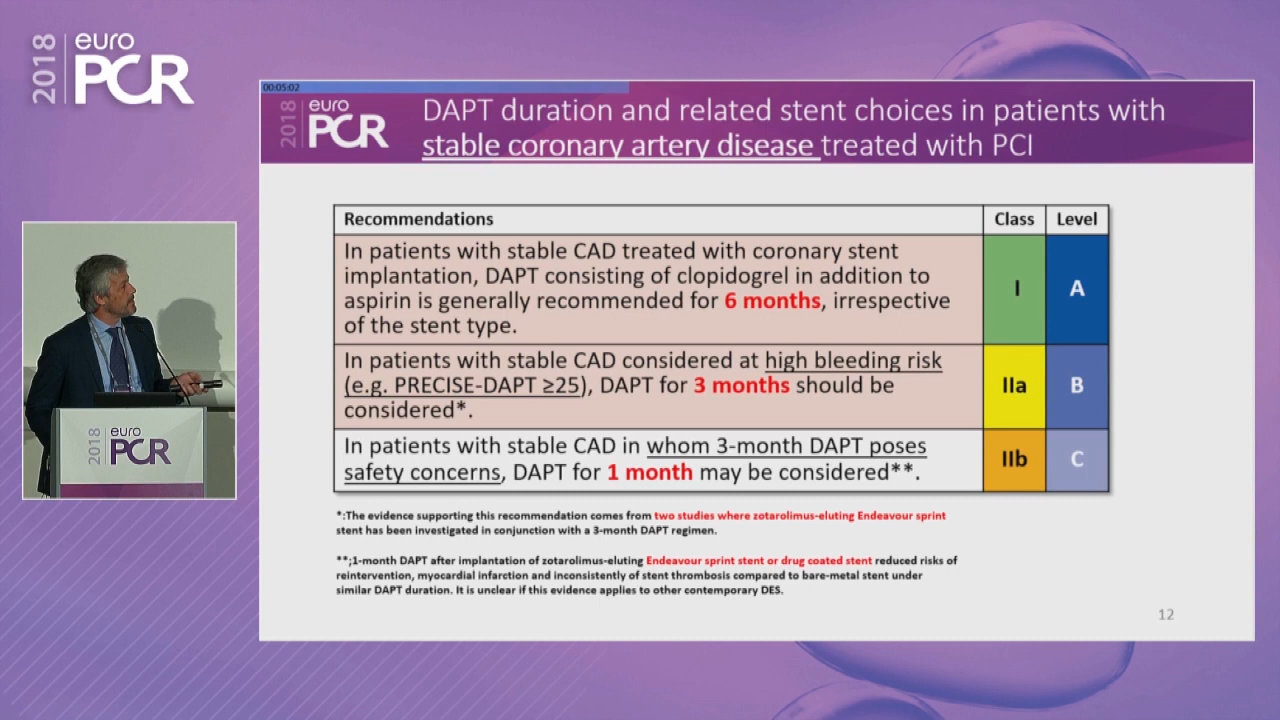 2018 euro PCR
00:05:02
2018 euro PCR
DAPT duration and related stent choices in patients with
stable coronary artery disease treated with PCI
Recommendations Class Level
In patients with stable CAD treated with coronary stent
implantation, DAPT consisting of clopidogrel in addition to
aspirin is generally recommended for 6 months, irrespective
of the stent type.
I A
In patients with stable CAD considered at high bleeding risk
(e.g. PRECISE-DAPT ≥25), DAPT for 3 months should be
considered*.
IIa B
In patients with stable CAD in whom 3-month DAPT poses
safety concerns, DAPT for 1 month may be considered**.
IIb C
*:The evidence supporting this recommendation comes from two studies where zotarolimus-eluting Endeavour sprint
stent has been investigated in conjunction with a 3-month DAPT regimen.
**;1-month DAPT after implantation of zotarolimus-eluting Endeavour sprint stent or drug coated stent reduced risks of
reintervention, myocardial infarction and inconsistently of stent thrombosis compared to bare-metal stent under
similar DAPT duration. It is unclear if this evidence applies to other contemporary DES.
12
2018 euro PCR